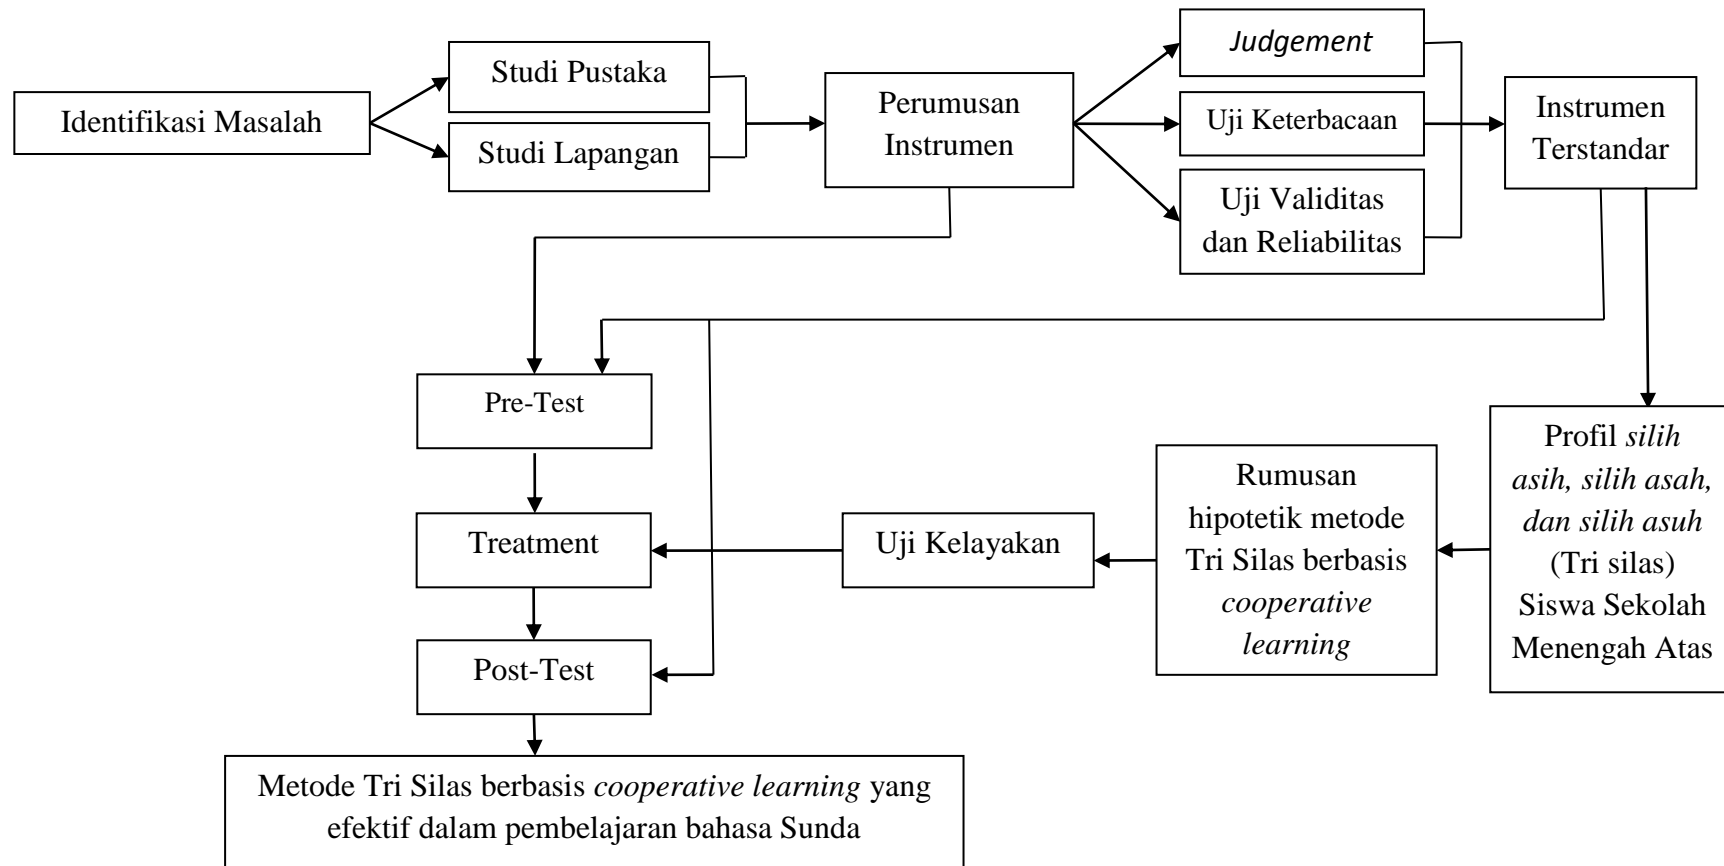 Judgement
Studi Pustaka
Identifikasi Masalah
Studi Lapangan
Perumusan
Instrumen
Uji Keterbacaan
Instrumen
Terstandar
Uji Validitas
dan Reliabilitas
Pre-Test
Treatment
Post-Test
Uji Kelayakan
Rumusan
hipotetik metode
Tri Silas berbasis
cooperative
learning
Profil silih
asih, silih asah,
dan silih asuh
(Tri silas)
Siswa Sekolah
Menengah Atas
Metode Tri Silas berbasis cooperative learning yang
efektif dalam pembelajaran bahasa Sunda